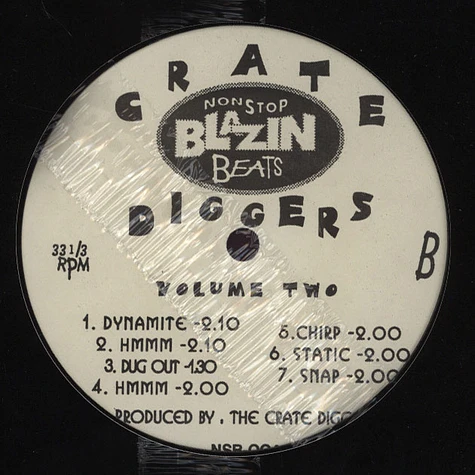 CRATE
NONSTOP
BLAZIN
BEATS
DIGGERS
33 1/3
RPM
B
VOLUME TWO
1. DYNAMITE -2.10
2. HMMM -2.10
3. DUG OUT -1.30
4. HMMM -2.00
5. CHIRP -2.00
6. STATIC -2.00
7. SNAP -2.00
PRODUCED BY . THE CRATE